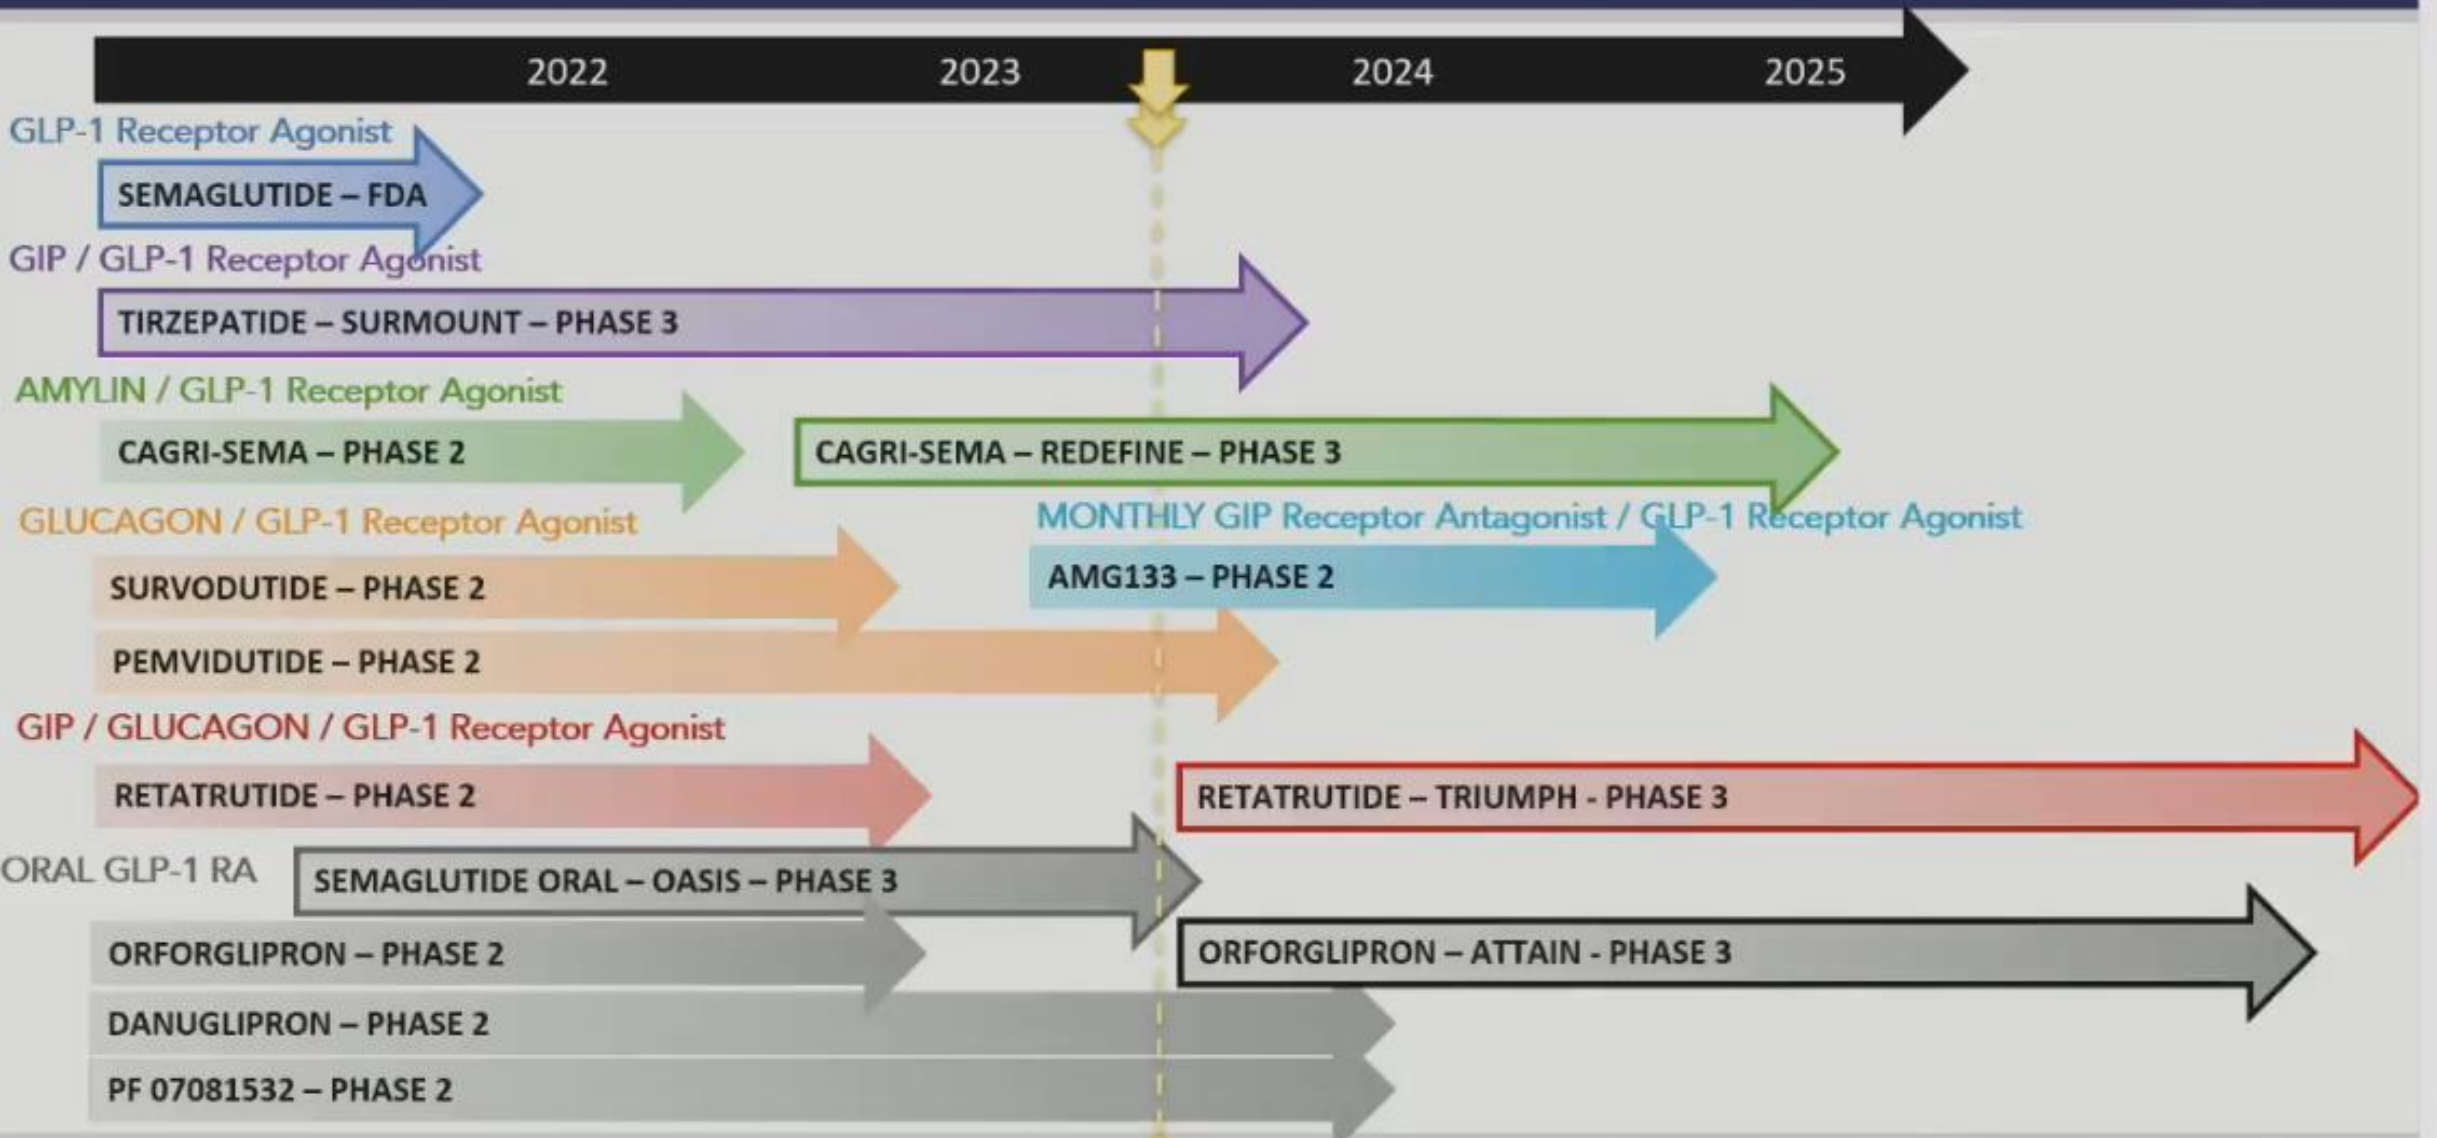 2022 2023 2024 2025
GLP-1 Receptor Agonist
SEMAGLUTIDE – FDA
GIP / GLP-1 Receptor Agonist
TIRZEPATIDE – SURMOUNT – PHASE 3
AMYLIN / GLP-1 Receptor Agonist
CAGRI-SEMA – PHASE 2
CAGRI-SEMA – REDEFINE – PHASE 3
GLUCAGON / GLP-1 Receptor Agonist
MONTHLY GIP Receptor Antagonist / GLP-1 Receptor Agonist
SURVODUTIDE – PHASE 2
AMG133 – PHASE 2
PEMVIDUTIDE – PHASE 2
GIP / GLUCAGON / GLP-1 Receptor Agonist
RETATRUTIDE – PHASE 2
RETATRUTIDE – TRIUMPH - PHASE 3
ORAL GLP-1 RA
SEMAGLUTIDE ORAL – OASIS – PHASE 3
ORFORGLIPRON – PHASE 2
ORFORGLIPRON – ATTAIN - PHASE 3
DANUGLIPRON – PHASE 2
PF 07081532 – PHASE 2